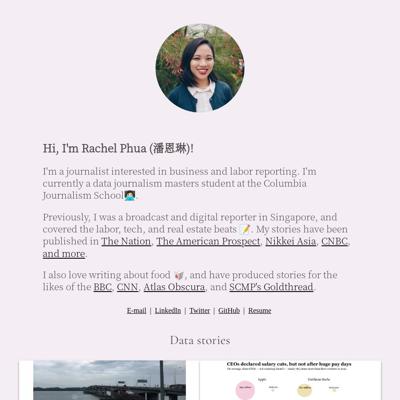 Hi, I'm Rachel Phua (潘恩琳)!
I'm a journalist interested in business and labor reporting. I'm
currently a data journalism masters student at the Columbia
Journalism School👩🏻‍💻.
Previously, I was a broadcast and digital reporter in Singapore, and
covered the labor, tech, and real estate beats 📝. My stories have been
published in The Nation, The American Prospect, Nikkei Asia, CNBC,
and more.
I also love writing about food 🥡, and have produced stories for the
likes of the BBC, CNN, Atlas Obscura, and SCMP's Goldthread.
E-mail | LinkedIn | Twitter | GitHub | Resume
Data stories
CEOs declared salary cuts, but not after huge pay days